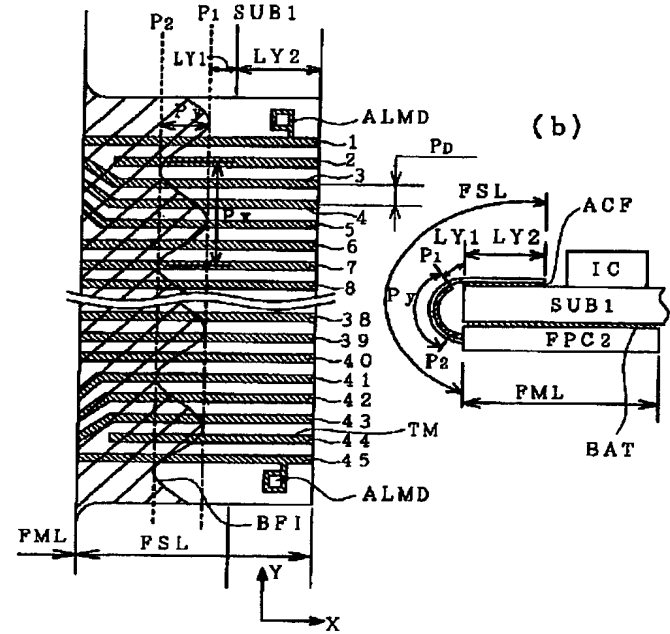 P2 P1 SUB1
LY1 LY2
Py
ALMD
(b)
1
2
3
4
5
6
7
8
38
39
40
41
42
43
44
45
PD
Px
TM
ALMD
BFI
FML FSL
Y
X
FSL
ACF
LY1 LY2
P1
IC
Py
SUB1
P2
FPC2
FML
BAT